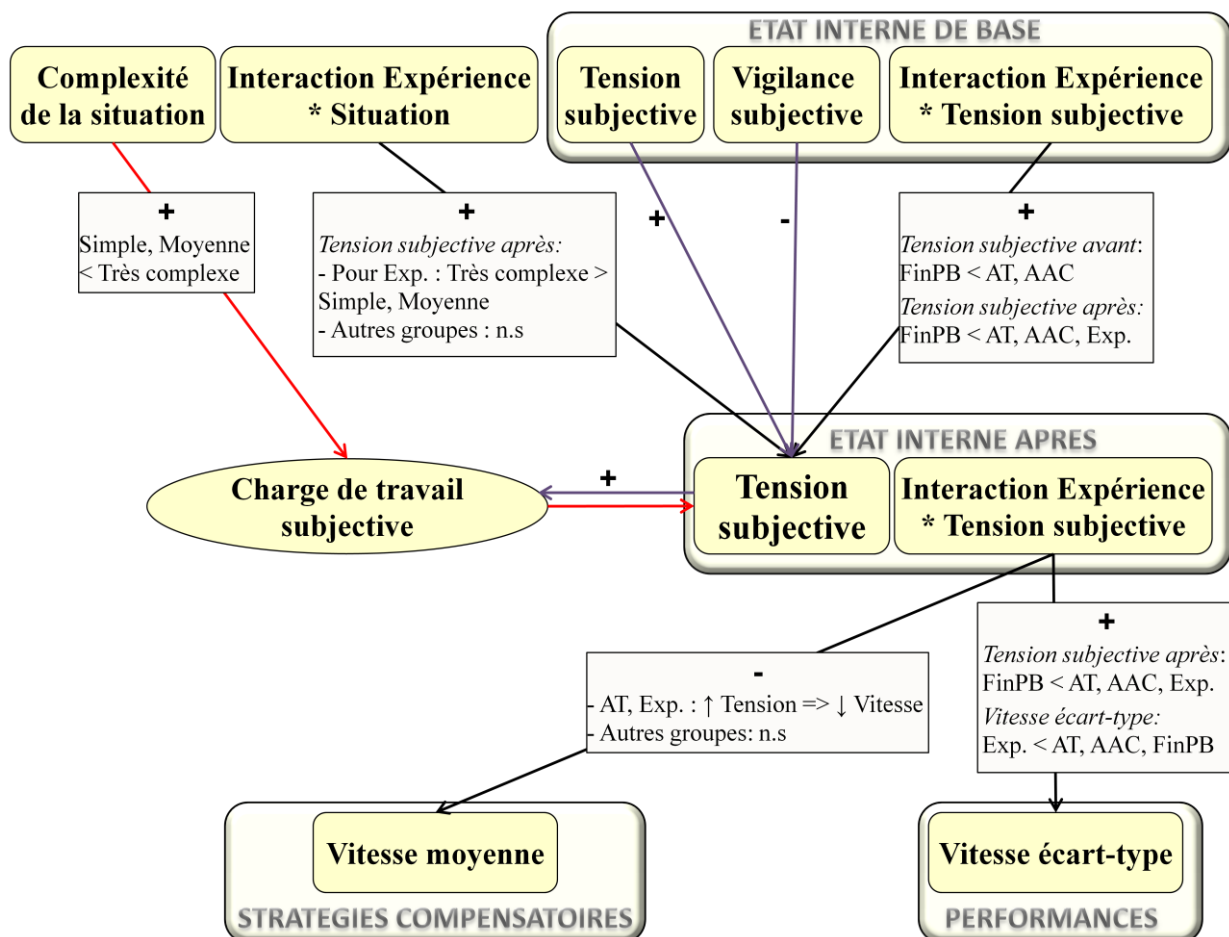 ETAT INTERNE DE BASE
Complexité
de la situation
Interaction Expérience
* Situation
Tension
subjective
Vigilance
subjective
Interaction Expérience
* Tension subjective
+
Simple, Moyenne
< Très complexe
+
Tension subjective après:
- Pour Exp. : Très complexe >
Simple, Moyenne
- Autres groupes : n.s
+
-
+
Tension subjective avant:
FinPB < AT, AAC
Tension subjective après:
FinPB < AT, AAC, Exp.
ETAT INTERNE APRES
Charge de travail
subjective
+
Tension
subjective
Interaction Expérience
* Tension subjective
-
- AT, Exp. : ↑ Tension => ↓ Vitesse
- Autres groupes: n.s
+
Tension subjective après:
FinPB < AT, AAC, Exp.
Vitesse écart-type:
Exp. < AT, AAC, FinPB
Vitesse moyenne
STRATEGIES COMPENSATOIRES
Vitesse écart-type
PERFORMANCES